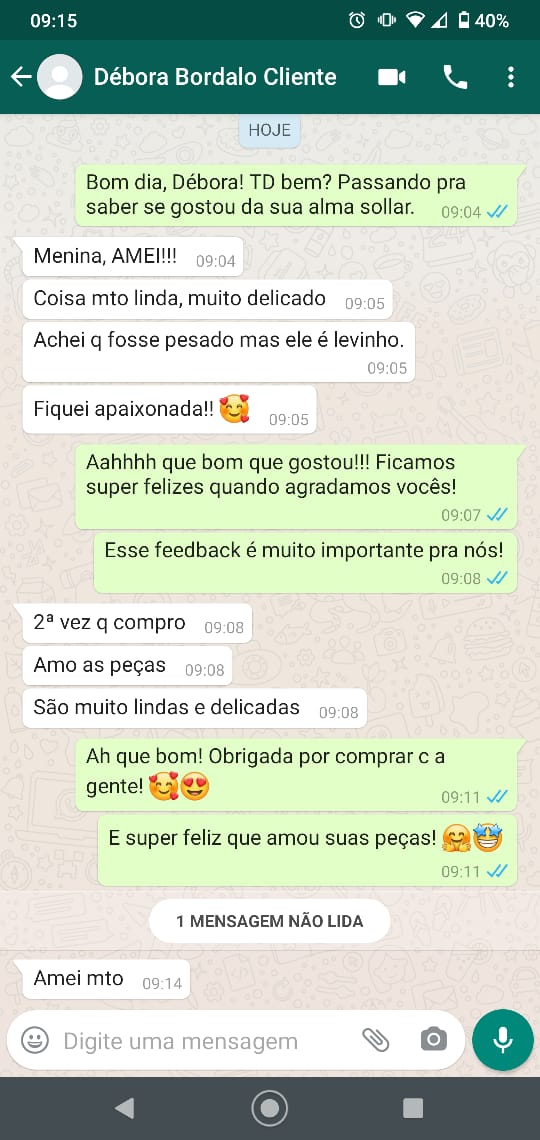 09:15
40%
Débora Bordalo Cliente
HOJE
Bom dia, Débora! TD bem? Passando pra
saber se gostou da sua alma sollar. 09:04
Menina, AMEI!!! 09:04
Coisa mto linda, muito delicado 09:05
Achei q fosse pesado mas ele é levinho.
09:05
Fiquei apaixonada!! 🥰 09:05
Aahhhh que bom que gostou!!! Ficamos
super felizes quando agradamos vocês!
09:07
Esse feedback é muito importante pra nós!
09:08
2ª vez q compro 09:08
Amo as peças 09:08
São muito lindas e delicadas 09:08
Ah que bom! Obrigada por comprar c a
gente! 🥰😍 09:11
E super feliz que amou suas peças! 🤗🤩
09:11
1 MENSAGEM NÃO LIDA
Amei mto 09:14
Digite uma mensagem